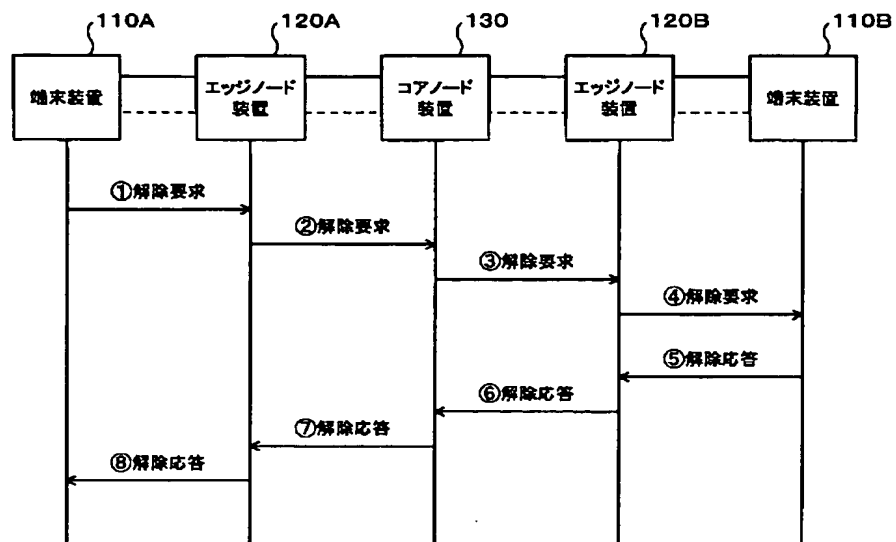 110A
120A
130
120B
110B
端末装置
エッジノード
装置
コアノード
装置
エッジノード
装置
端末装置
①解除要求
②解除要求
③解除要求
④解除要求
⑤解除応答
⑥解除応答
⑦解除応答
⑧解除応答